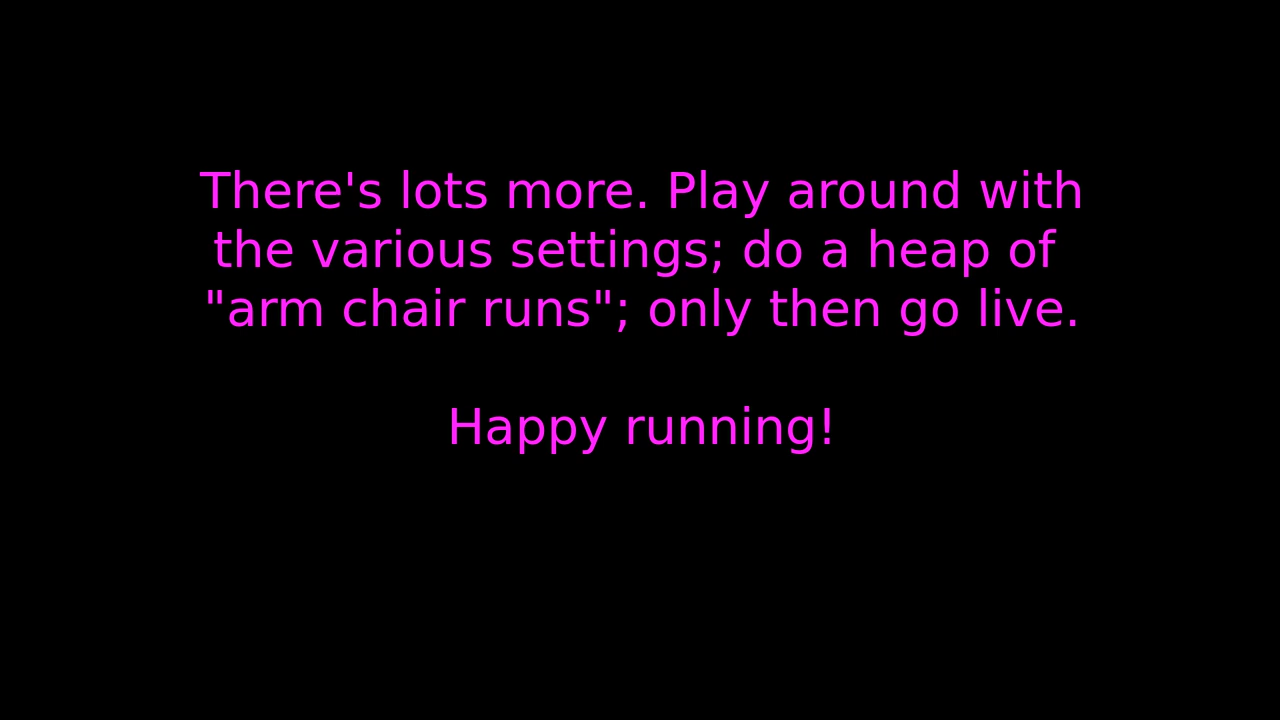 There's lots more. Play around with
the various settings; do a heap of
"arm chair runs"; only then go live.
Happy running!